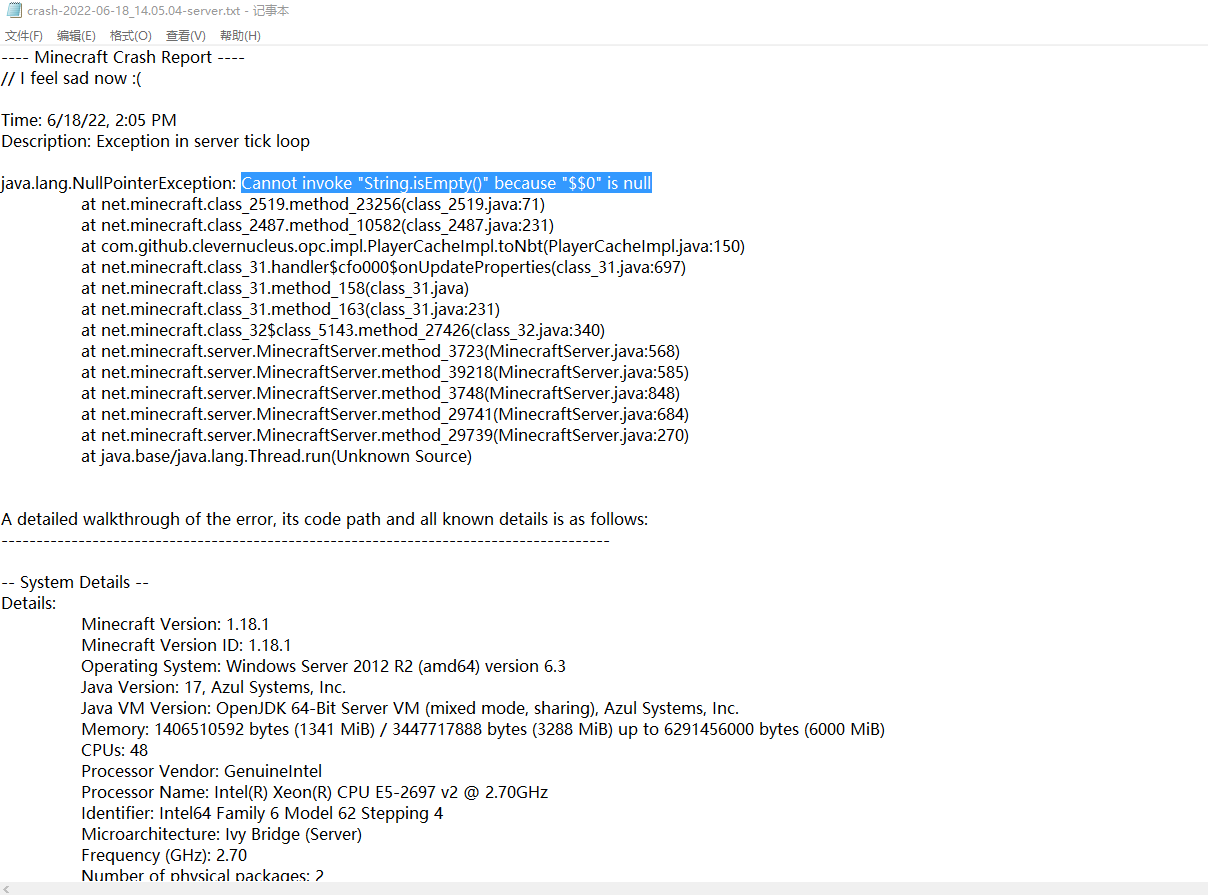 crash-2022-06-18_14.05.04-server.txt - 记事本
文件(F) 编辑(E) 格式(O) 查看(V) 帮助(H)
---- Minecraft Crash Report ----
// I feel sad now :(
Time: 6/18/22, 2:05 PM
Description: Exception in server tick loop
java.lang.NullPointerException: Cannot invoke "String.isEmpty()" because "$$0" is null
at net.minecraft.class_2519.method_23256(class_2519.java:71)
at net.minecraft.class_2487.method_10582(class_2487.java:231)
at com.github.clevernucleus.opc.impl.PlayerCacheImpl.toNbt(PlayerCacheImpl.java:150)
at net.minecraft.class_31.handler$cfo000$onUpdateProperties(class_31.java:697)
at net.minecraft.class_31.method_158(class_31.java)
at net.minecraft.class_31.method_163(class_31.java:231)
at net.minecraft.class_32$class_5143.method_27426(class_32.java:340)
at net.minecraft.server.MinecraftServer.method_3723(MinecraftServer.java:568)
at net.minecraft.server.MinecraftServer.method_39218(MinecraftServer.java:585)
at net.minecraft.server.MinecraftServer.method_3748(MinecraftServer.java:848)
at net.minecraft.server.MinecraftServer.method_29741(MinecraftServer.java:684)
at net.minecraft.server.MinecraftServer.method_29739(MinecraftServer.java:270)
at java.base/java.lang.Thread.run(Unknown Source)
A detailed walkthrough of the error, its code path and all known details is as follows:
---------------------------------------------------------------------------------------
-- System Details --
Details:
Minecraft Version: 1.18.1
Minecraft Version ID: 1.18.1
Operating System: Windows Server 2012 R2 (amd64) version 6.3
Java Version: 17, Azul Systems, Inc.
Java VM Version: OpenJDK 64-Bit Server VM (mixed mode, sharing), Azul Systems, Inc.
Memory: 1406510592 bytes (1341 MiB) / 3447717888 bytes (3288 MiB) up to 6291456000 bytes (6000 MiB)
CPUs: 48
Processor Vendor: GenuineIntel
Processor Name: Intel(R) Xeon(R) CPU E5-2697 v2 @ 2.70GHz
Identifier: Intel64 Family 6 Model 62 Stepping 4
Microarchitecture: Ivy Bridge (Server)
Frequency (GHz): 2.70
Number of physical packages: 2